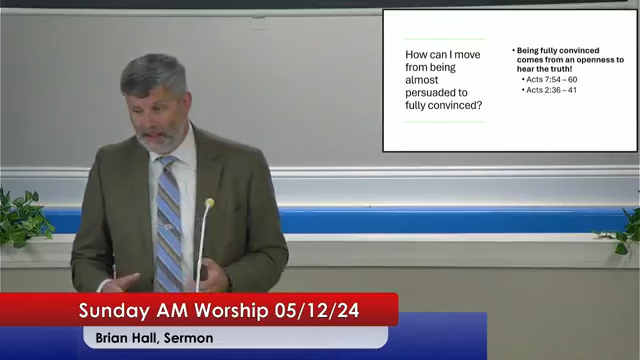 How can I move
from being
almost
persuaded to
fully convinced?
• Being fully convinced
comes from an openness to
hear the truth!
• Acts 7:54 – 60
• Acts 2:36 – 41
Sunday AM Worship 05/12/24
Brian Hall, Sermon